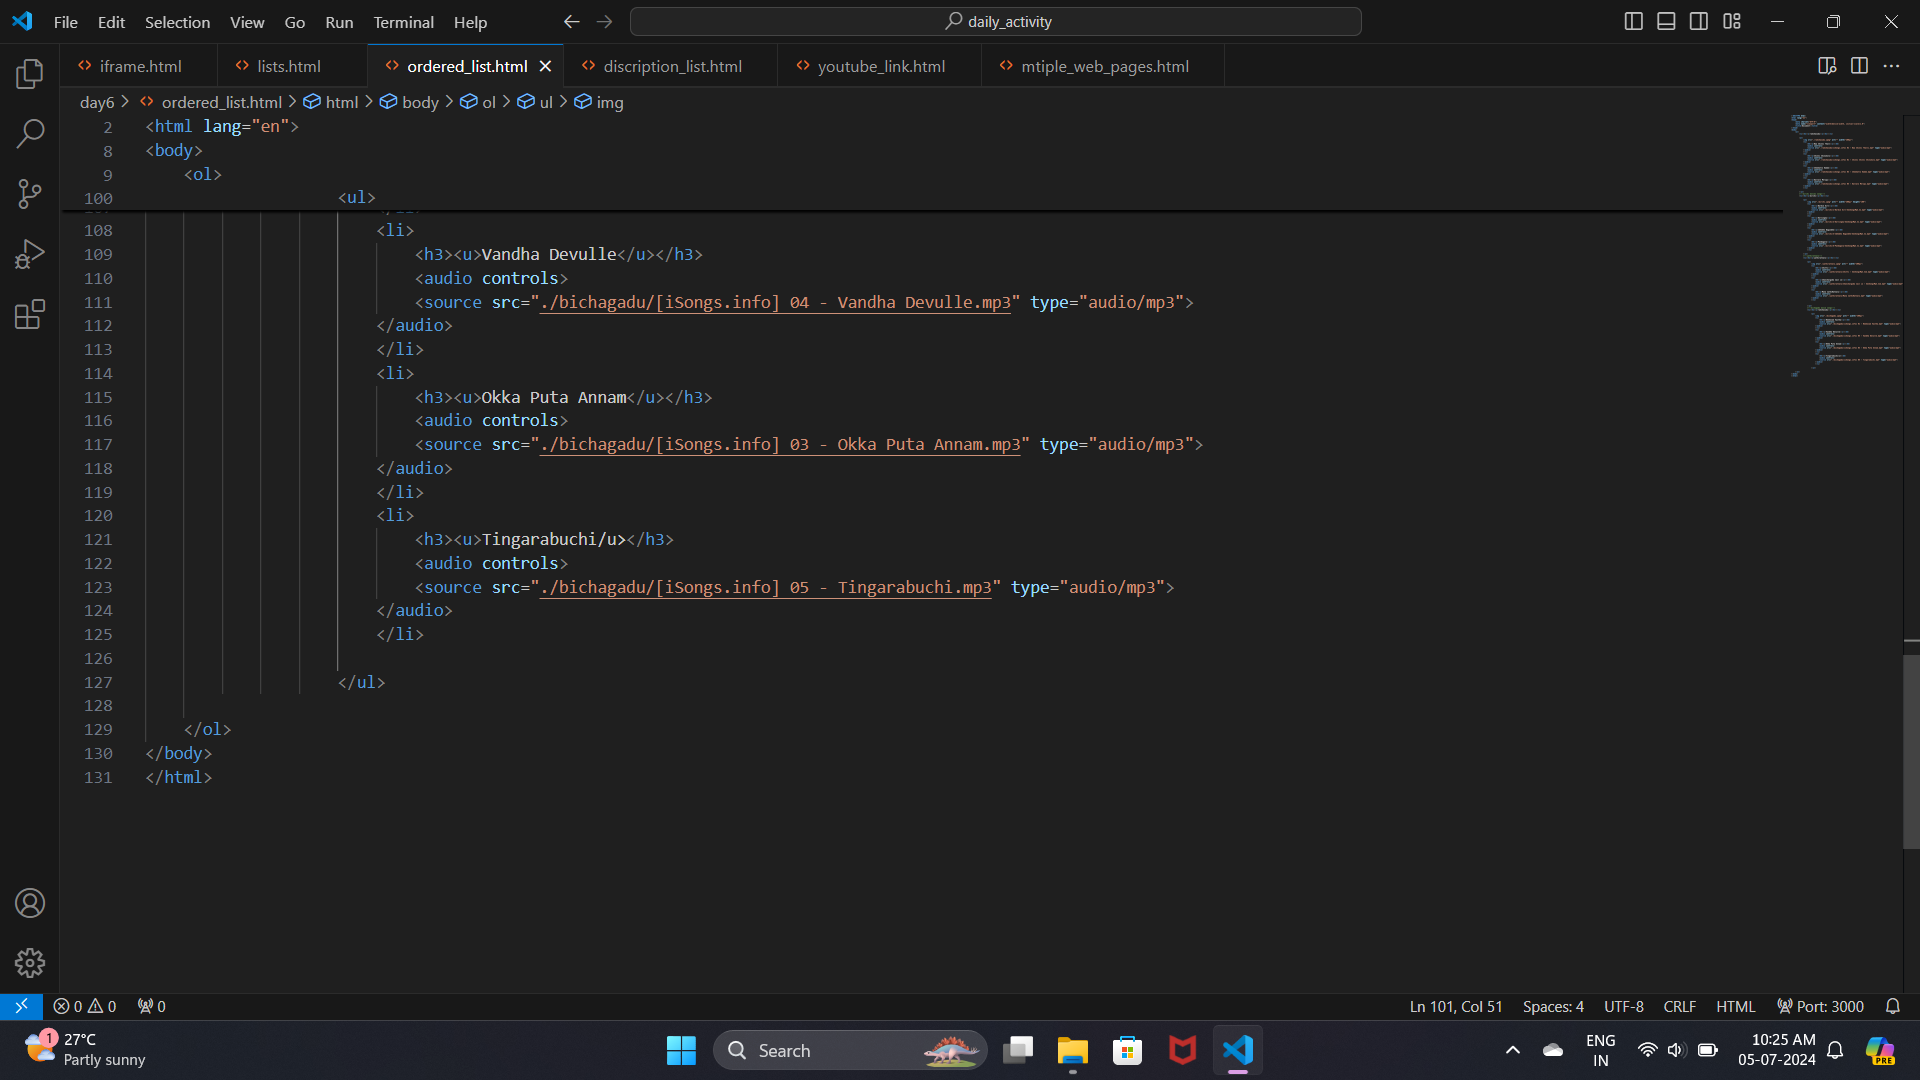 File Edit Selection View Go Run Terminal Help
daily_activity
iframe.html lists.html ordered_list.html discription_list.html youtube_link.html mtiple_web_pages.html
day6 ordered_list.html html body ol ul img
2 <html lang="en">
8 <body>
9 <ol>
100 <ul>
108 <li>
109 <h3><u>Vandha Devulle</u></h3>
110 <audio controls>
111 <source src="./bichagadu/[iSongs.info] 04 - Vandha Devulle.mp3" type="audio/mp3">
112 </audio>
113 </li>
114 <li>
115 <h3><u>Okka Puta Annam</u></h3>
116 <audio controls>
117 <source src="./bichagadu/[iSongs.info] 03 - Okka Puta Annam.mp3" type="audio/mp3">
118 </audio>
119 </li>
120 <li>
121 <h3><u>Tingarabuchi/u></h3>
122 <audio controls>
123 <source src="./bichagadu/[iSongs.info] 05 - Tingarabuchi.mp3" type="audio/mp3">
124 </audio>
125 </li>
126
127 </ul>
128
129 </ol>
130 </body>
131 </html>
0 0 0 Ln 101, Col 51 Spaces: 4 UTF-8 CRLF HTML Port: 3000
1 27°C
Partly sunny
Search
ENG
IN
10:25 AM
05-07-2024
PRE